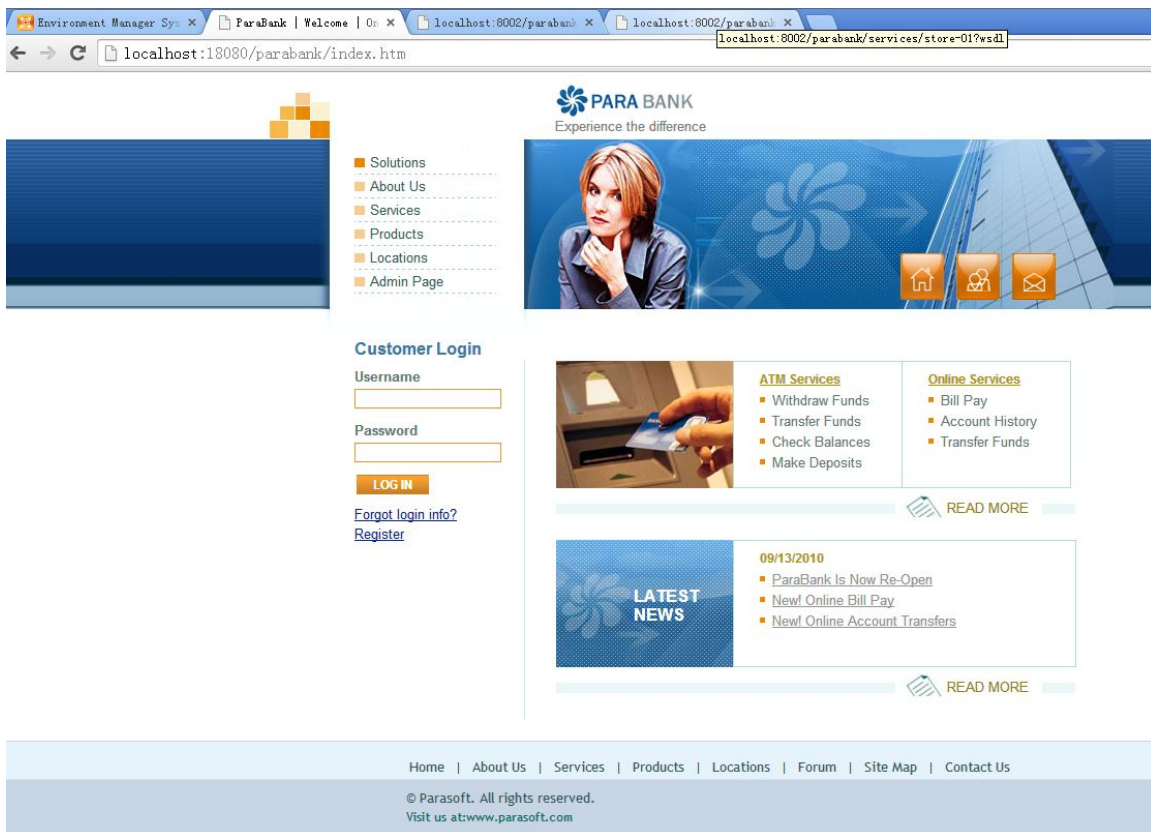 Environment Manager Sys
ParaBank | Welcome | On
localhost:8002/parabank
localhost:8002/parabank
localhost:8002/parabank/services/store-01?wsdl
localhost:18080/parabank/index.htm
PARA BANK
Experience the difference
Solutions
About Us
Services
Products
Locations
Admin Page
Customer Login
Username
Password
LOG IN
Forgot login info?
Register
ATM Services
Withdraw Funds
Transfer Funds
Check Balances
Make Deposits
Online Services
Bill Pay
Account History
Transfer Funds
READ MORE
LATEST
NEWS
09/13/2010
ParaBank Is Now Re-Open
New! Online Bill Pay
New! Online Account Transfers
READ MORE
Home | About Us | Services | Products | Locations | Forum | Site Map | Contact Us
© Parasoft. All rights reserved.
Visit us at:www.parasoft.com